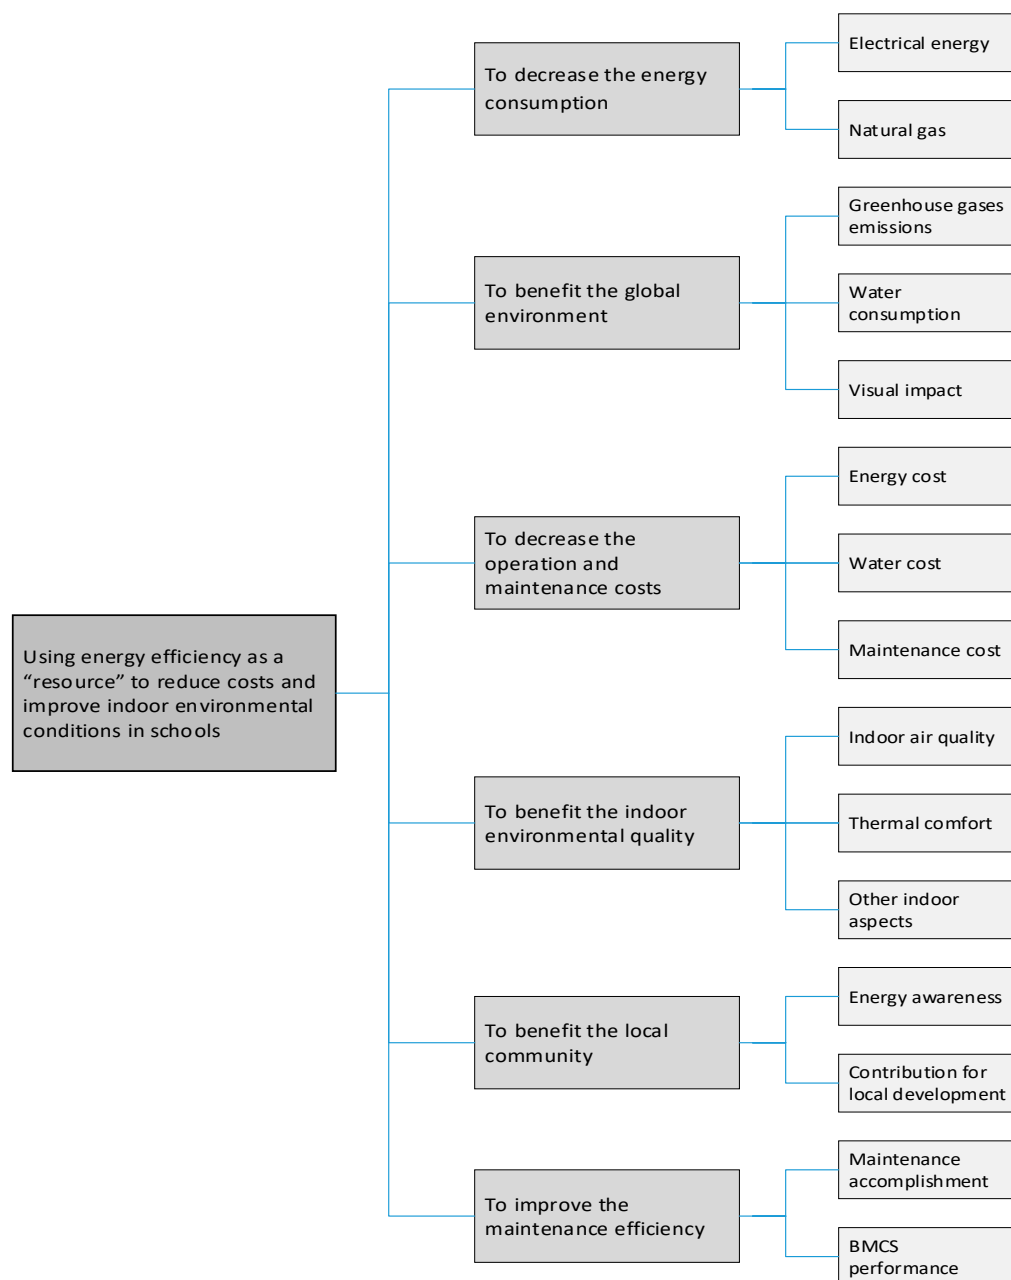 Using energy efficiency as a
“resource” to reduce costs and
improve indoor environmental
conditions in schools
To decrease the energy
consumption
Electrical energy
Natural gas
To benefit the global
environment
Greenhouse gases
emissions
Water
consumption
Visual impact
To decrease the
operation and
maintenance costs
Energy cost
Water cost
Maintenance cost
To benefit the indoor
environmental quality
Indoor air quality
Thermal comfort
Other indoor
aspects
To benefit the local
community
Energy awareness
Contribution for
local development
To improve the
maintenance efficiency
Maintenance
accomplishment
BMCS
performance